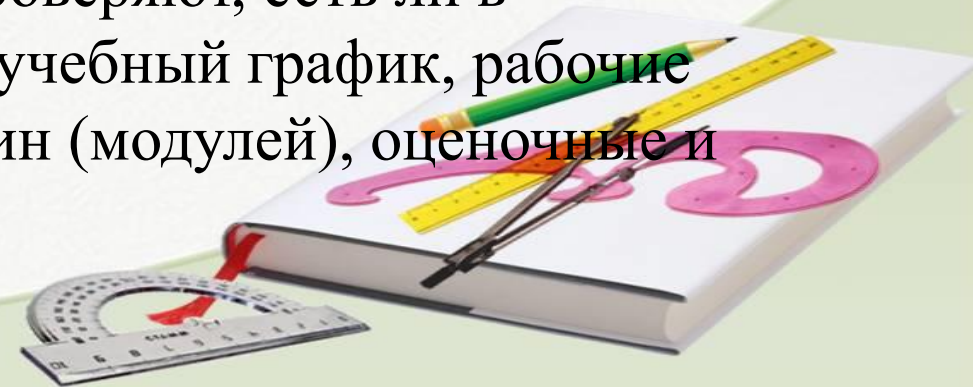 оверяют, есть ли в
учебный график, рабочие
ин (модулей), оценочные и